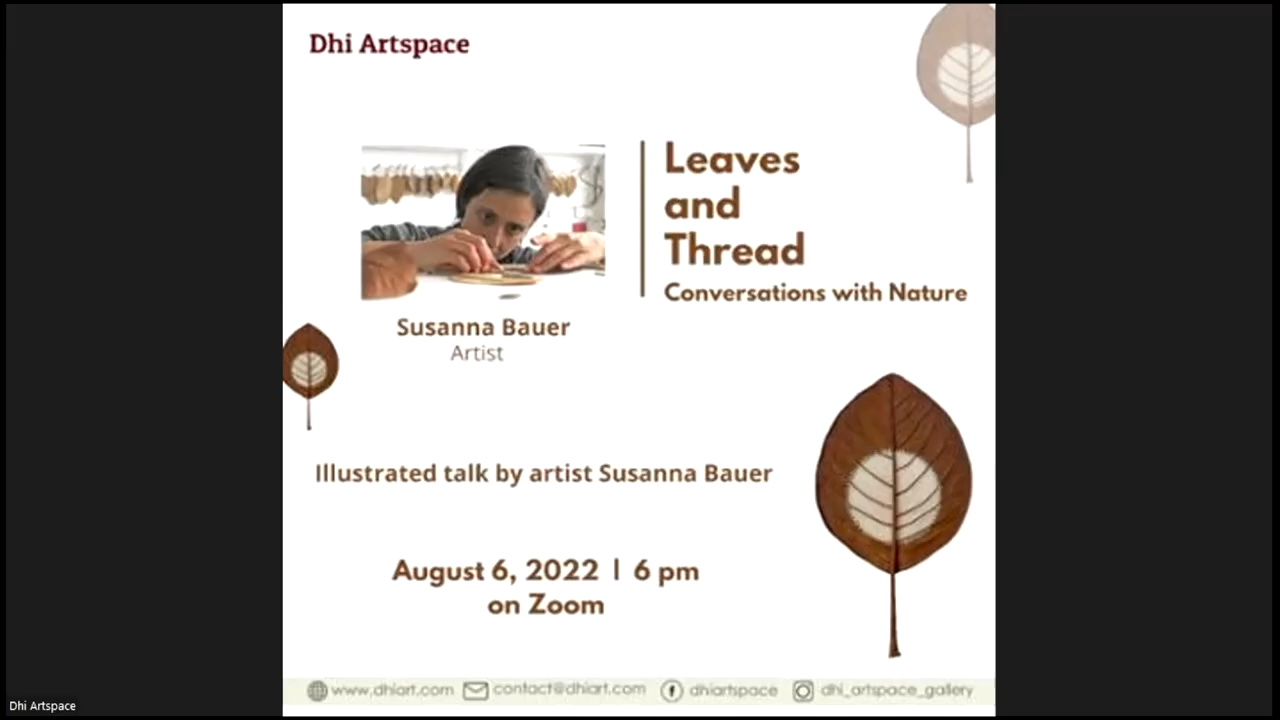 Dhi Artspace
Leaves
and
Thread
Conversations with Nature
Susanna Bauer
Artist
Illustrated talk by artist Susanna Bauer
August 6, 2022 | 6 pm
on Zoom
www.dhiart.com contact@dhiart.com dhiartspace dhi_artspace_gallery
Dhi Artspace